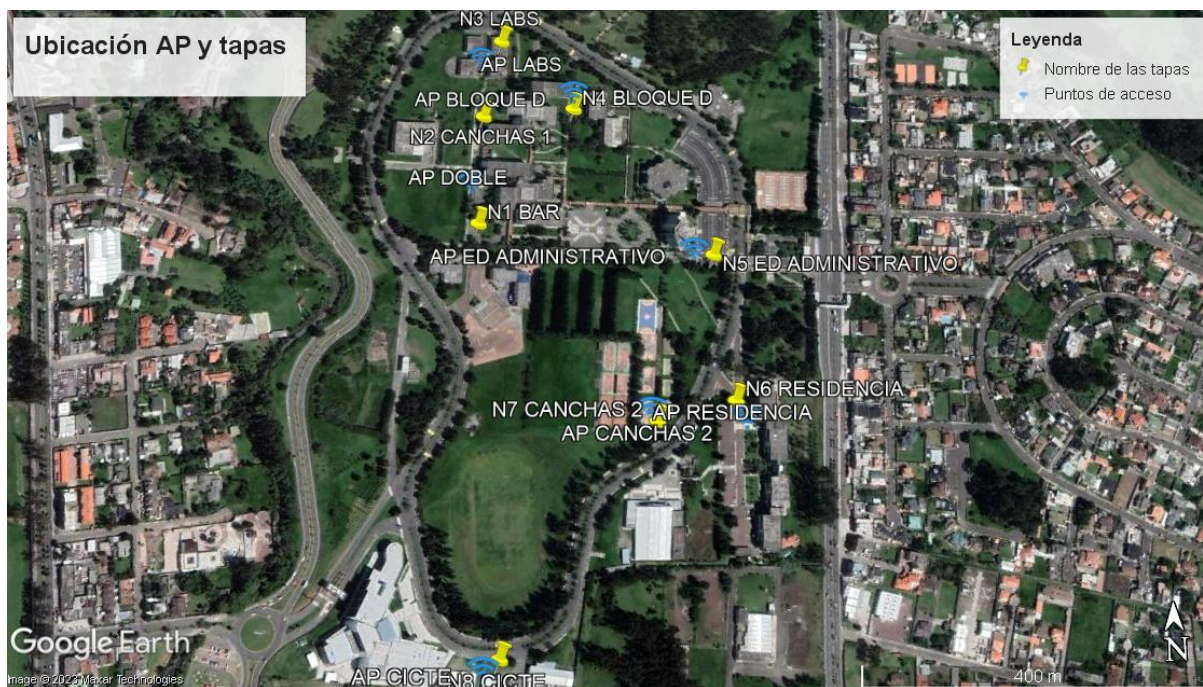 Ubicación AP y tapas
N3 LABS
Leyenda
Nombre de las tapas
Puntos de acceso
AP LABS
AP BLOQUE D
N4 BLOQUE D
N2 CANCHAS 1
AP DOBLE
N1 BAR
AP ED ADMINISTRATIVO
N5 ED ADMINISTRATIVO
N6 RESIDENCIA
N7 CANCHAS 2
AP RESIDENCIA
AP CANCHAS 2
Google Earth
N
Image © 2023 Maxar Technologies
AP CICTE
N8 CICTE
400 m